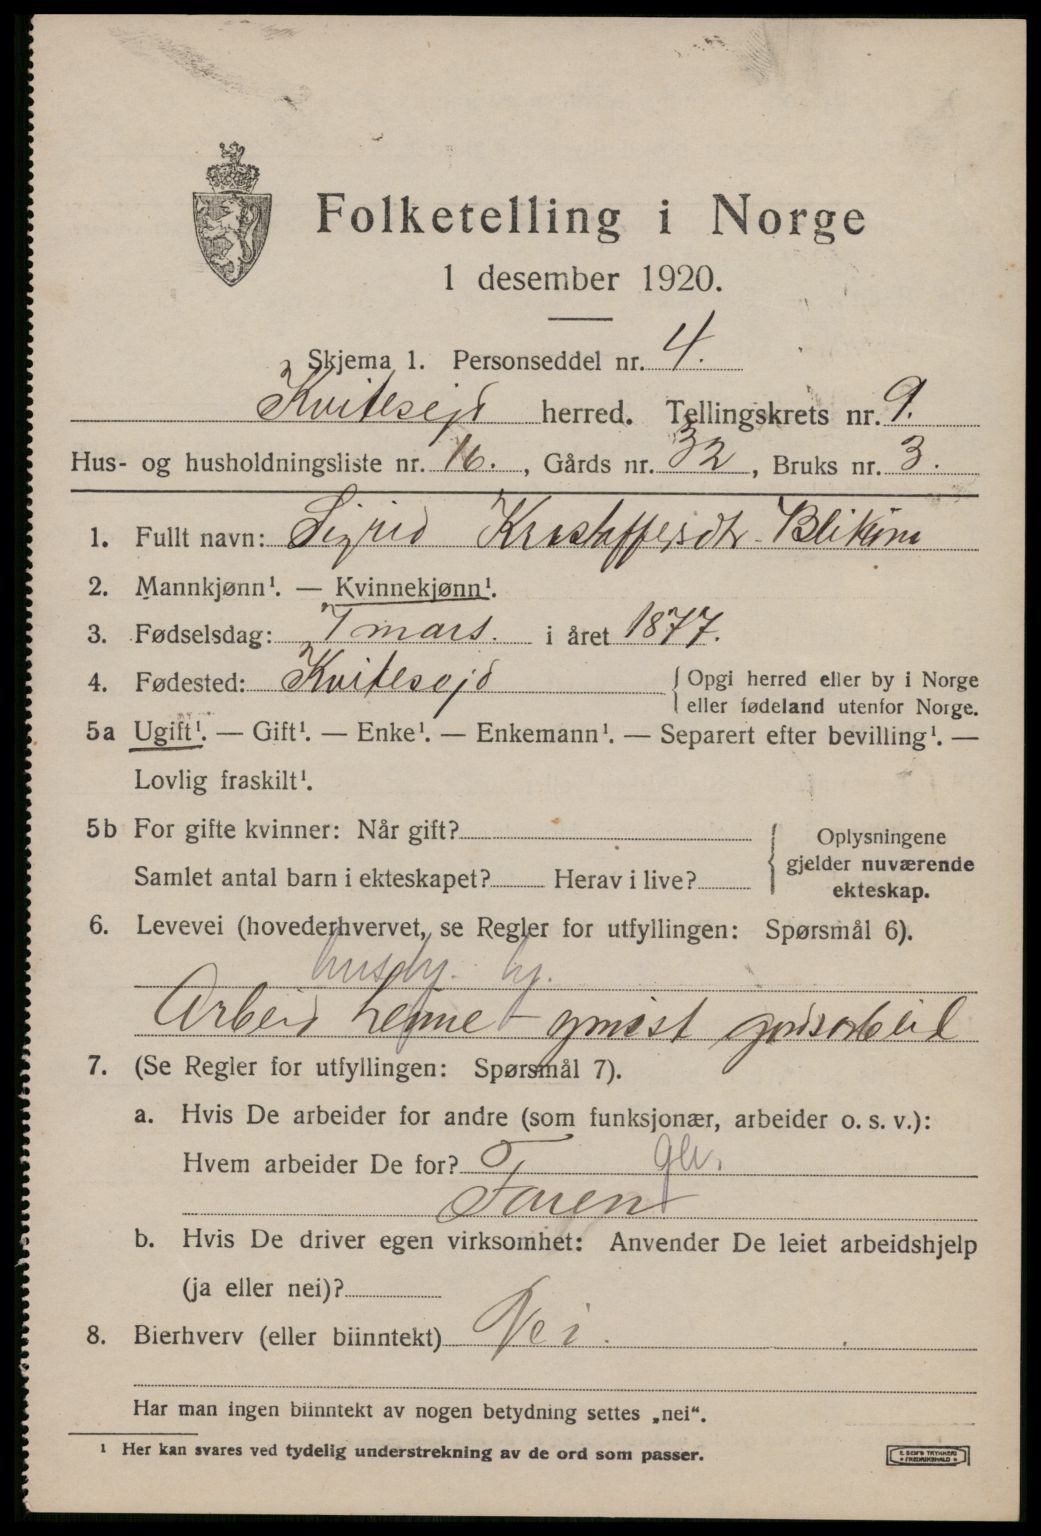 Folketelling i Norge
1 desember 1920.
Skjema 1. Personseddel nr. 4.
Kviteseid herred. Tellingskrets nr. 9.
Hus- og husholdningsliste nr. 16., Gårds nr. 32, Bruks nr. 3.
1. Fullt navn: Sigrid
2. Mannkjønn¹. — Kvinnekjønn¹.
3. Fødselsdag: 7 mars. i året 1877.
4. Fødested: Kviteseid { Opgi herred eller by i Norge
eller fødeland utenfor Norge.
5a Ugift¹. — Gift¹. — Enke¹. — Enkemann¹. — Separert efter bevilling¹. —
Lovlig fraskilt¹.
5b For gifte kvinner: Når gift?
Samlet antal barn i ekteskapet? Herav i live?
Oplysningene
gjelder nuværende
ekteskap.
6. Levevei (hovederhvervet, se Regler for utfyllingen: Spørsmål 6).
husdy. hj.
Arbeid heime
7. (Se Regler for utfyllingen: Spørsmål 7).
a. Hvis De arbeider for andre (som funksjonær, arbeider o. s. v.):
Hvem arbeider De for?
b. Hvis De driver egen virksomhet: Anvender De leiet arbeidshjelp
(ja eller nei)?
8. Bierhverv (eller biinntekt) Nei.
Har man ingen biinntekt av nogen betydning settes „nei“.
¹ Her kan svares ved tydelig understrekning av de ord som passer.